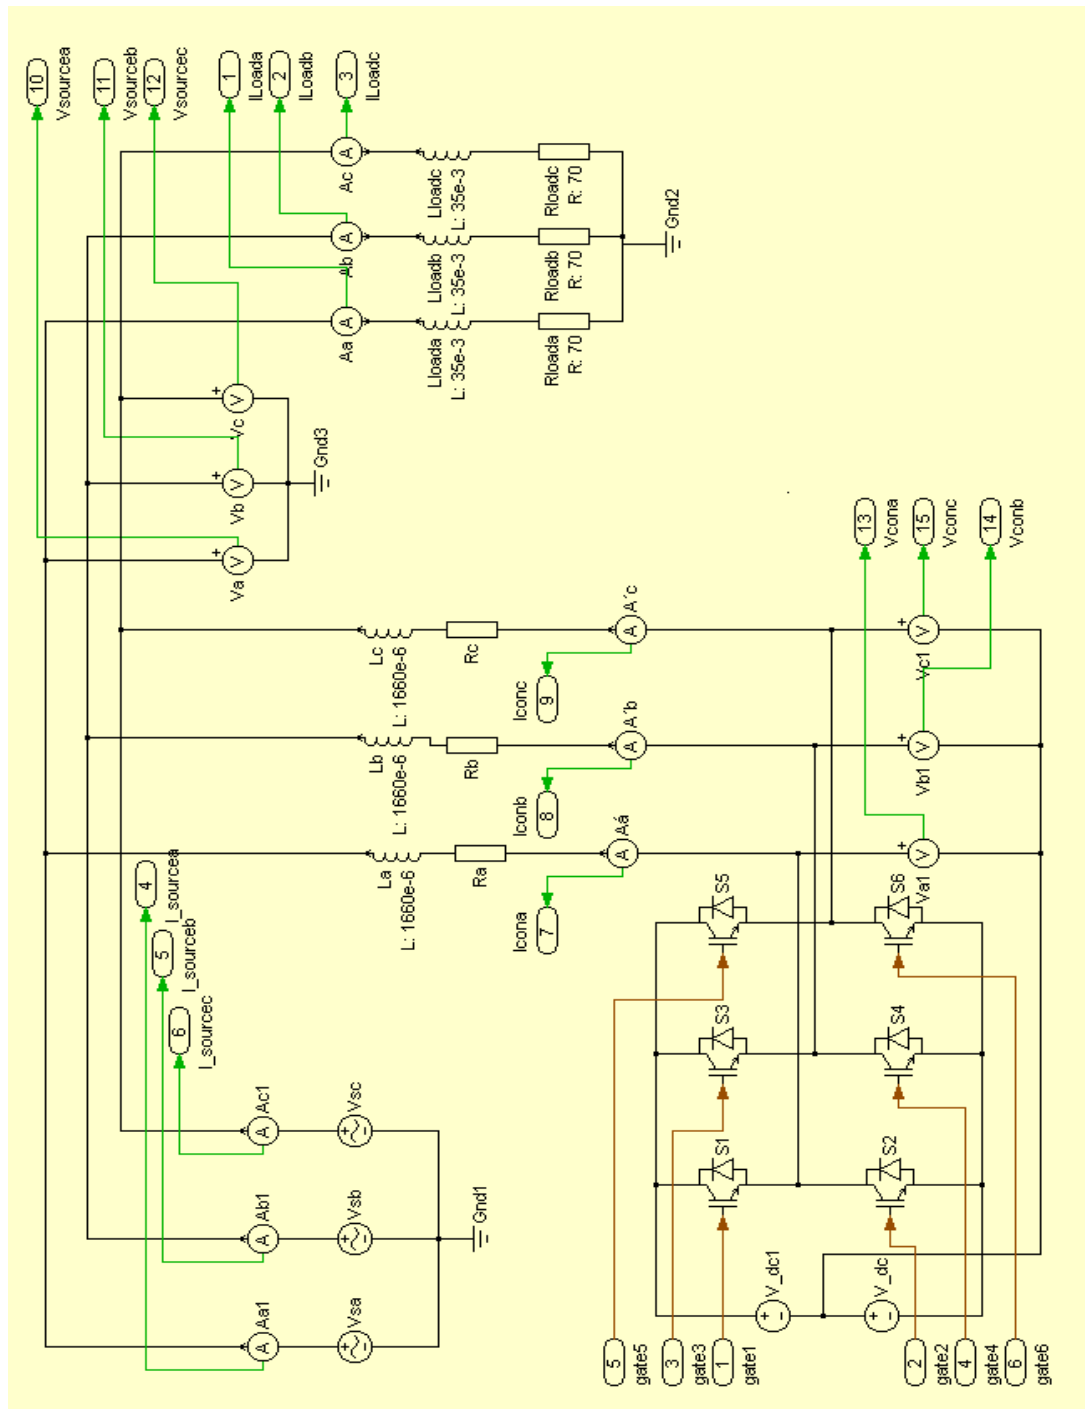 10
Vsourcea
11
Vsourceb
12
Vsourcec
1
ILoada
2
ILoadb
3
ILoadc
A
Ac
A
Ab
A
Aa
Lloadc
L: 35e-3
Lloadb
L: 35e-3
Lloada
L: 35e-3
Rloadc
R: 70
Rloadb
R: 70
Rloada
R: 70
Gnd2
V
Vc
V
Vb
V
Va
Gnd3
Lc
L: 1660e-6
Rc
A
A´c
Iconc
9
Lb
L: 1660e-6
Rb
A
A´b
Iconb
8
La
L: 1660e-6
Ra
A
Aá
Icona
7
13
Vcona
15
Vconc
14
Vconb
V
Vc1
V
Vb1
V
Va1
4
I_sourcea
5
I_sourceb
6
I_sourcec
A
Ac1
Vsc
A
Ab1
Vsb
A
Aa1
Vsa
Gnd1
S5
S6
S3
S4
S1
S2
V_dc1
V_dc
5
gate5
3
gate3
1
gate1
2
gate2
4
gate4
6
gate6